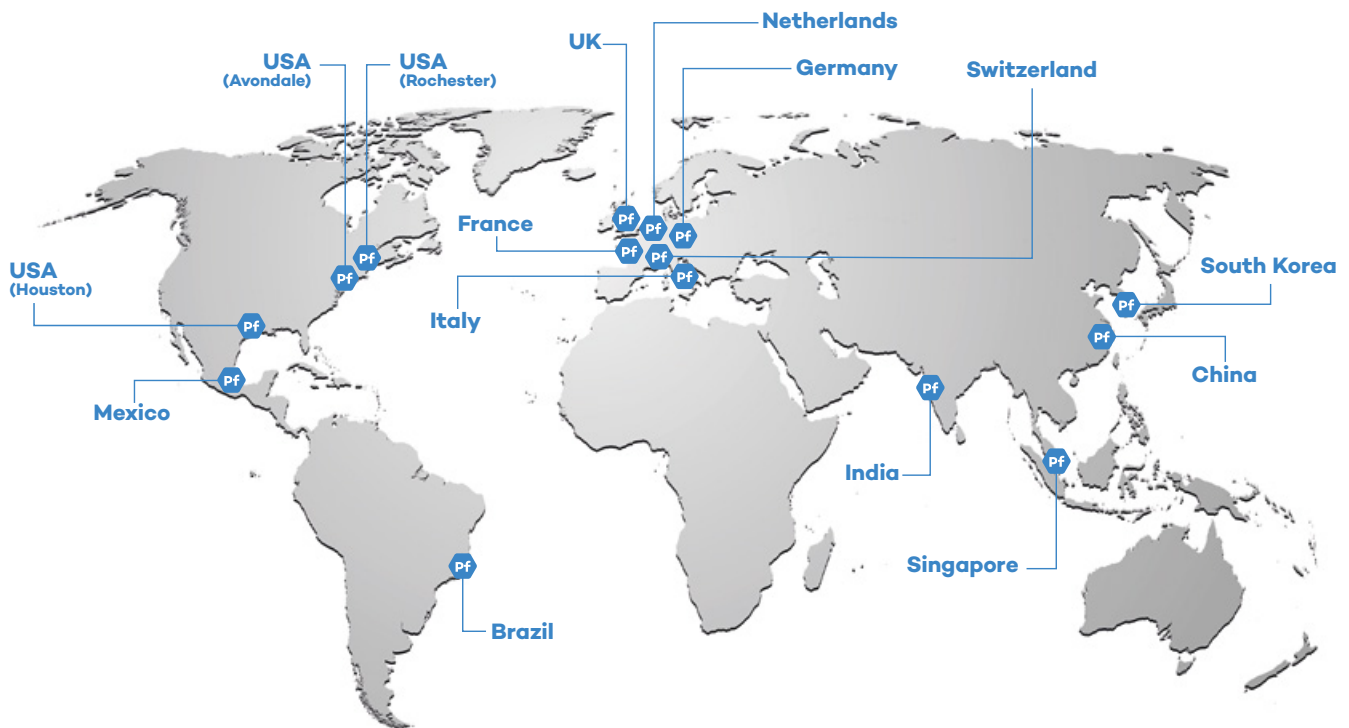 Netherlands
UK
USA
(Avondale)
USA
(Rochester)
Germany
Switzerland
Pf
Pf
Pf
France
Pf
Pf
Pf
Pf
Pf
USA
(Houston)
South Korea
Pf
Italy
Pf
Pf
China
Pf
Pf
Mexico
India
Pf
Singapore
Pf
Brazil